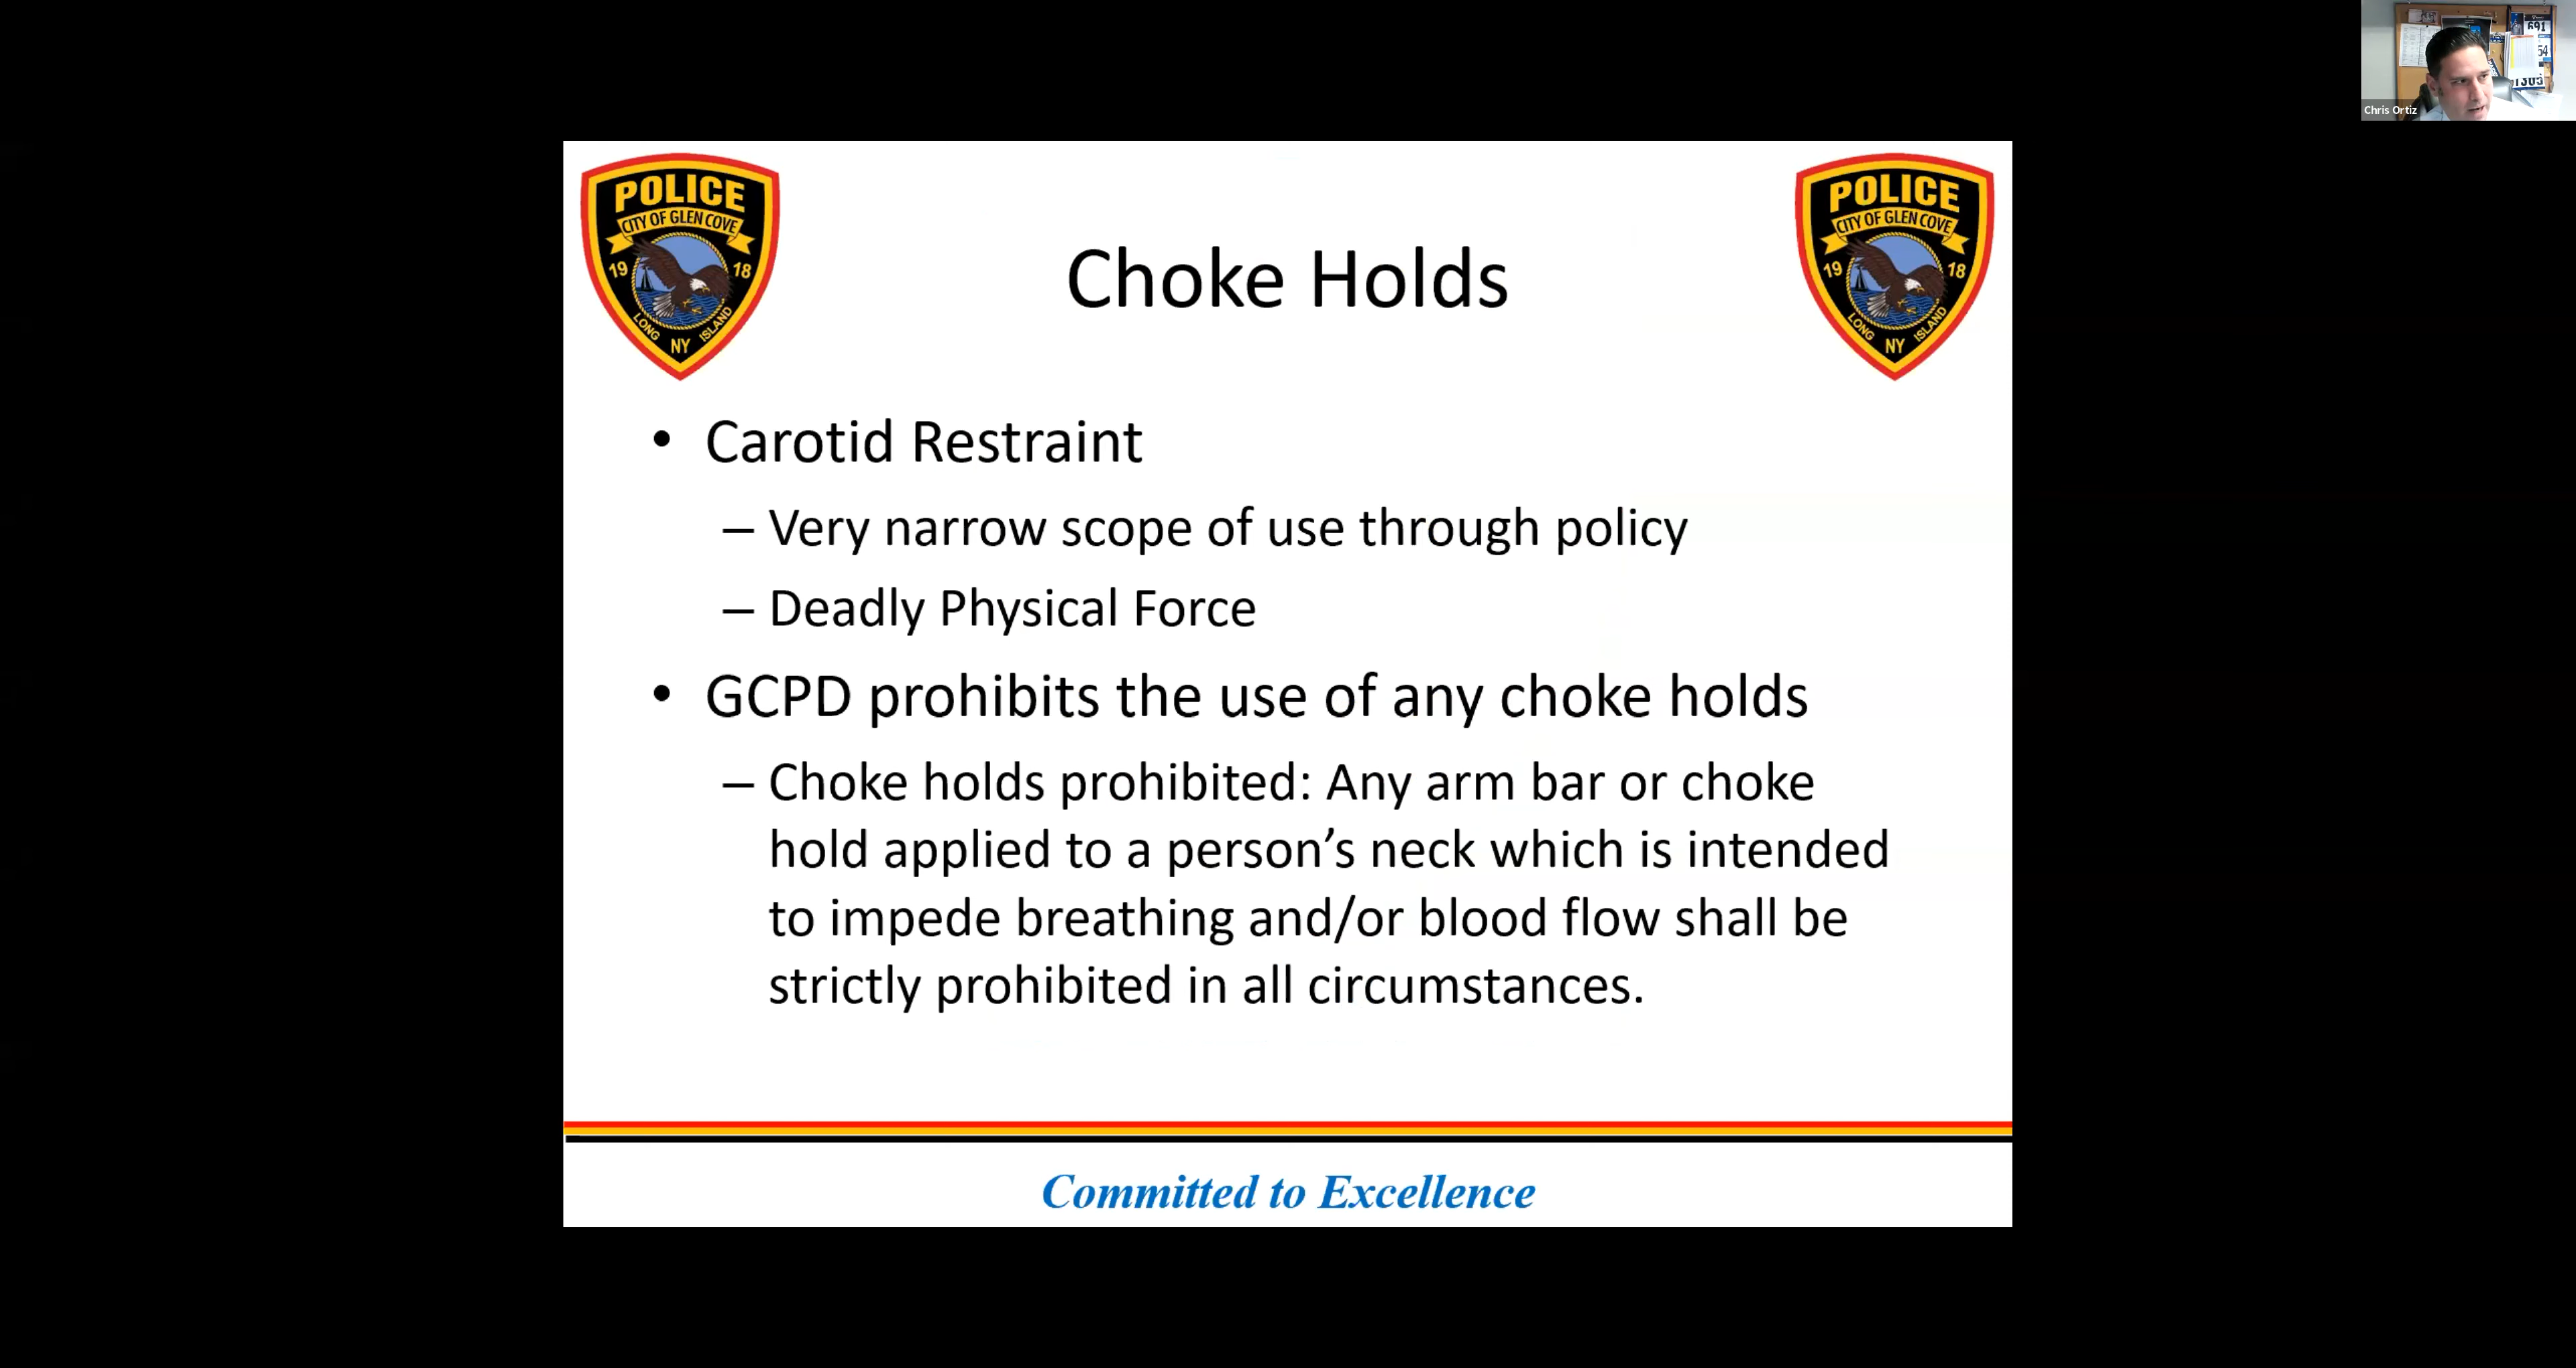 691
54
1303
Chris Ortiz
POLICE
CITY OF GLEN COVE
19 18
LONG NY ISLAND
POLICE
CITY OF GLEN COVE
19 18
LONG NY ISLAND
Choke Holds
• Carotid Restraint
– Very narrow scope of use through policy
– Deadly Physical Force
• GCPD prohibits the use of any choke holds
– Choke holds prohibited: Any arm bar or choke
hold applied to a person’s neck which is intended
to impede breathing and/or blood flow shall be
strictly prohibited in all circumstances.
Committed to Excellence